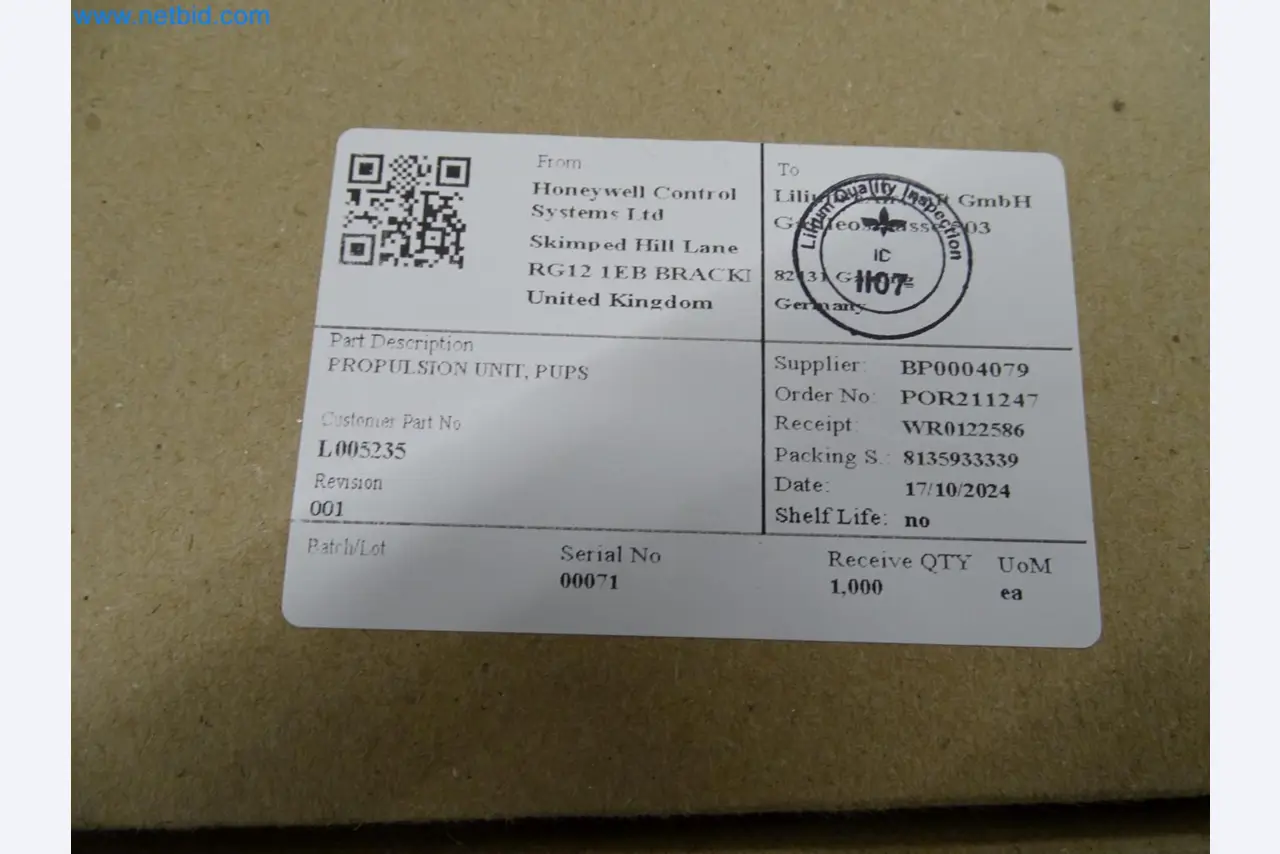 www.netbid.com
From
Honeywell Control
Systems Ltd
Skimped Hill Lane
RG12 1EB BRACKI
United Kingdom
To
GmbH
Germany
Lilium Quality Inspection
IC
1107
Part Description
PROPULSION UNIT, PUPS
Customer Part No
L005235
Revision
001
Supplier: BP0004079
Order No: POR211247
Receipt: WR0122586
Packing S.: 8135933339
Date: 17/10/2024
Shelf Life: no
Batch/Lot
Serial No
00071
Receive QTY
1,000
UoM
ea